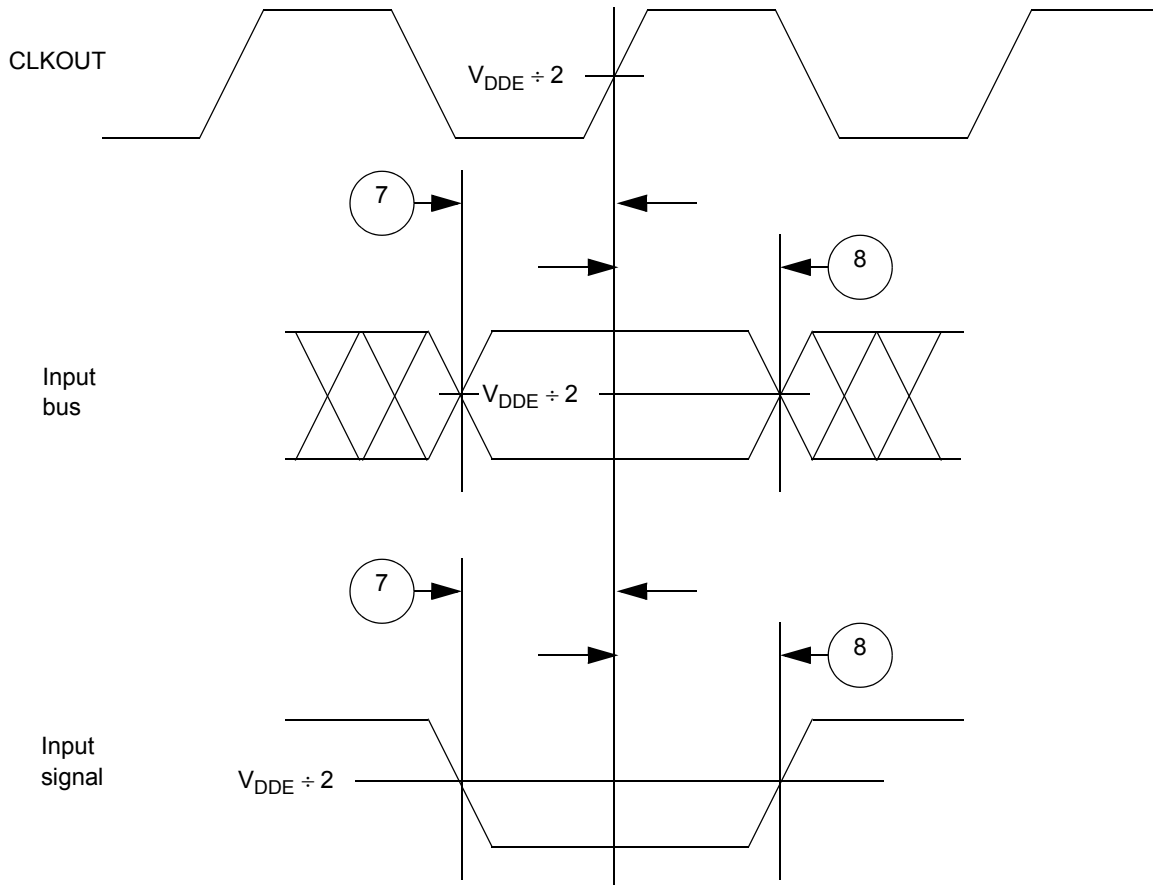 CLKOUT
V_DDE ÷ 2
7
8
Input
bus
V_DDE ÷ 2
7
8
Input
signal
V_DDE ÷ 2